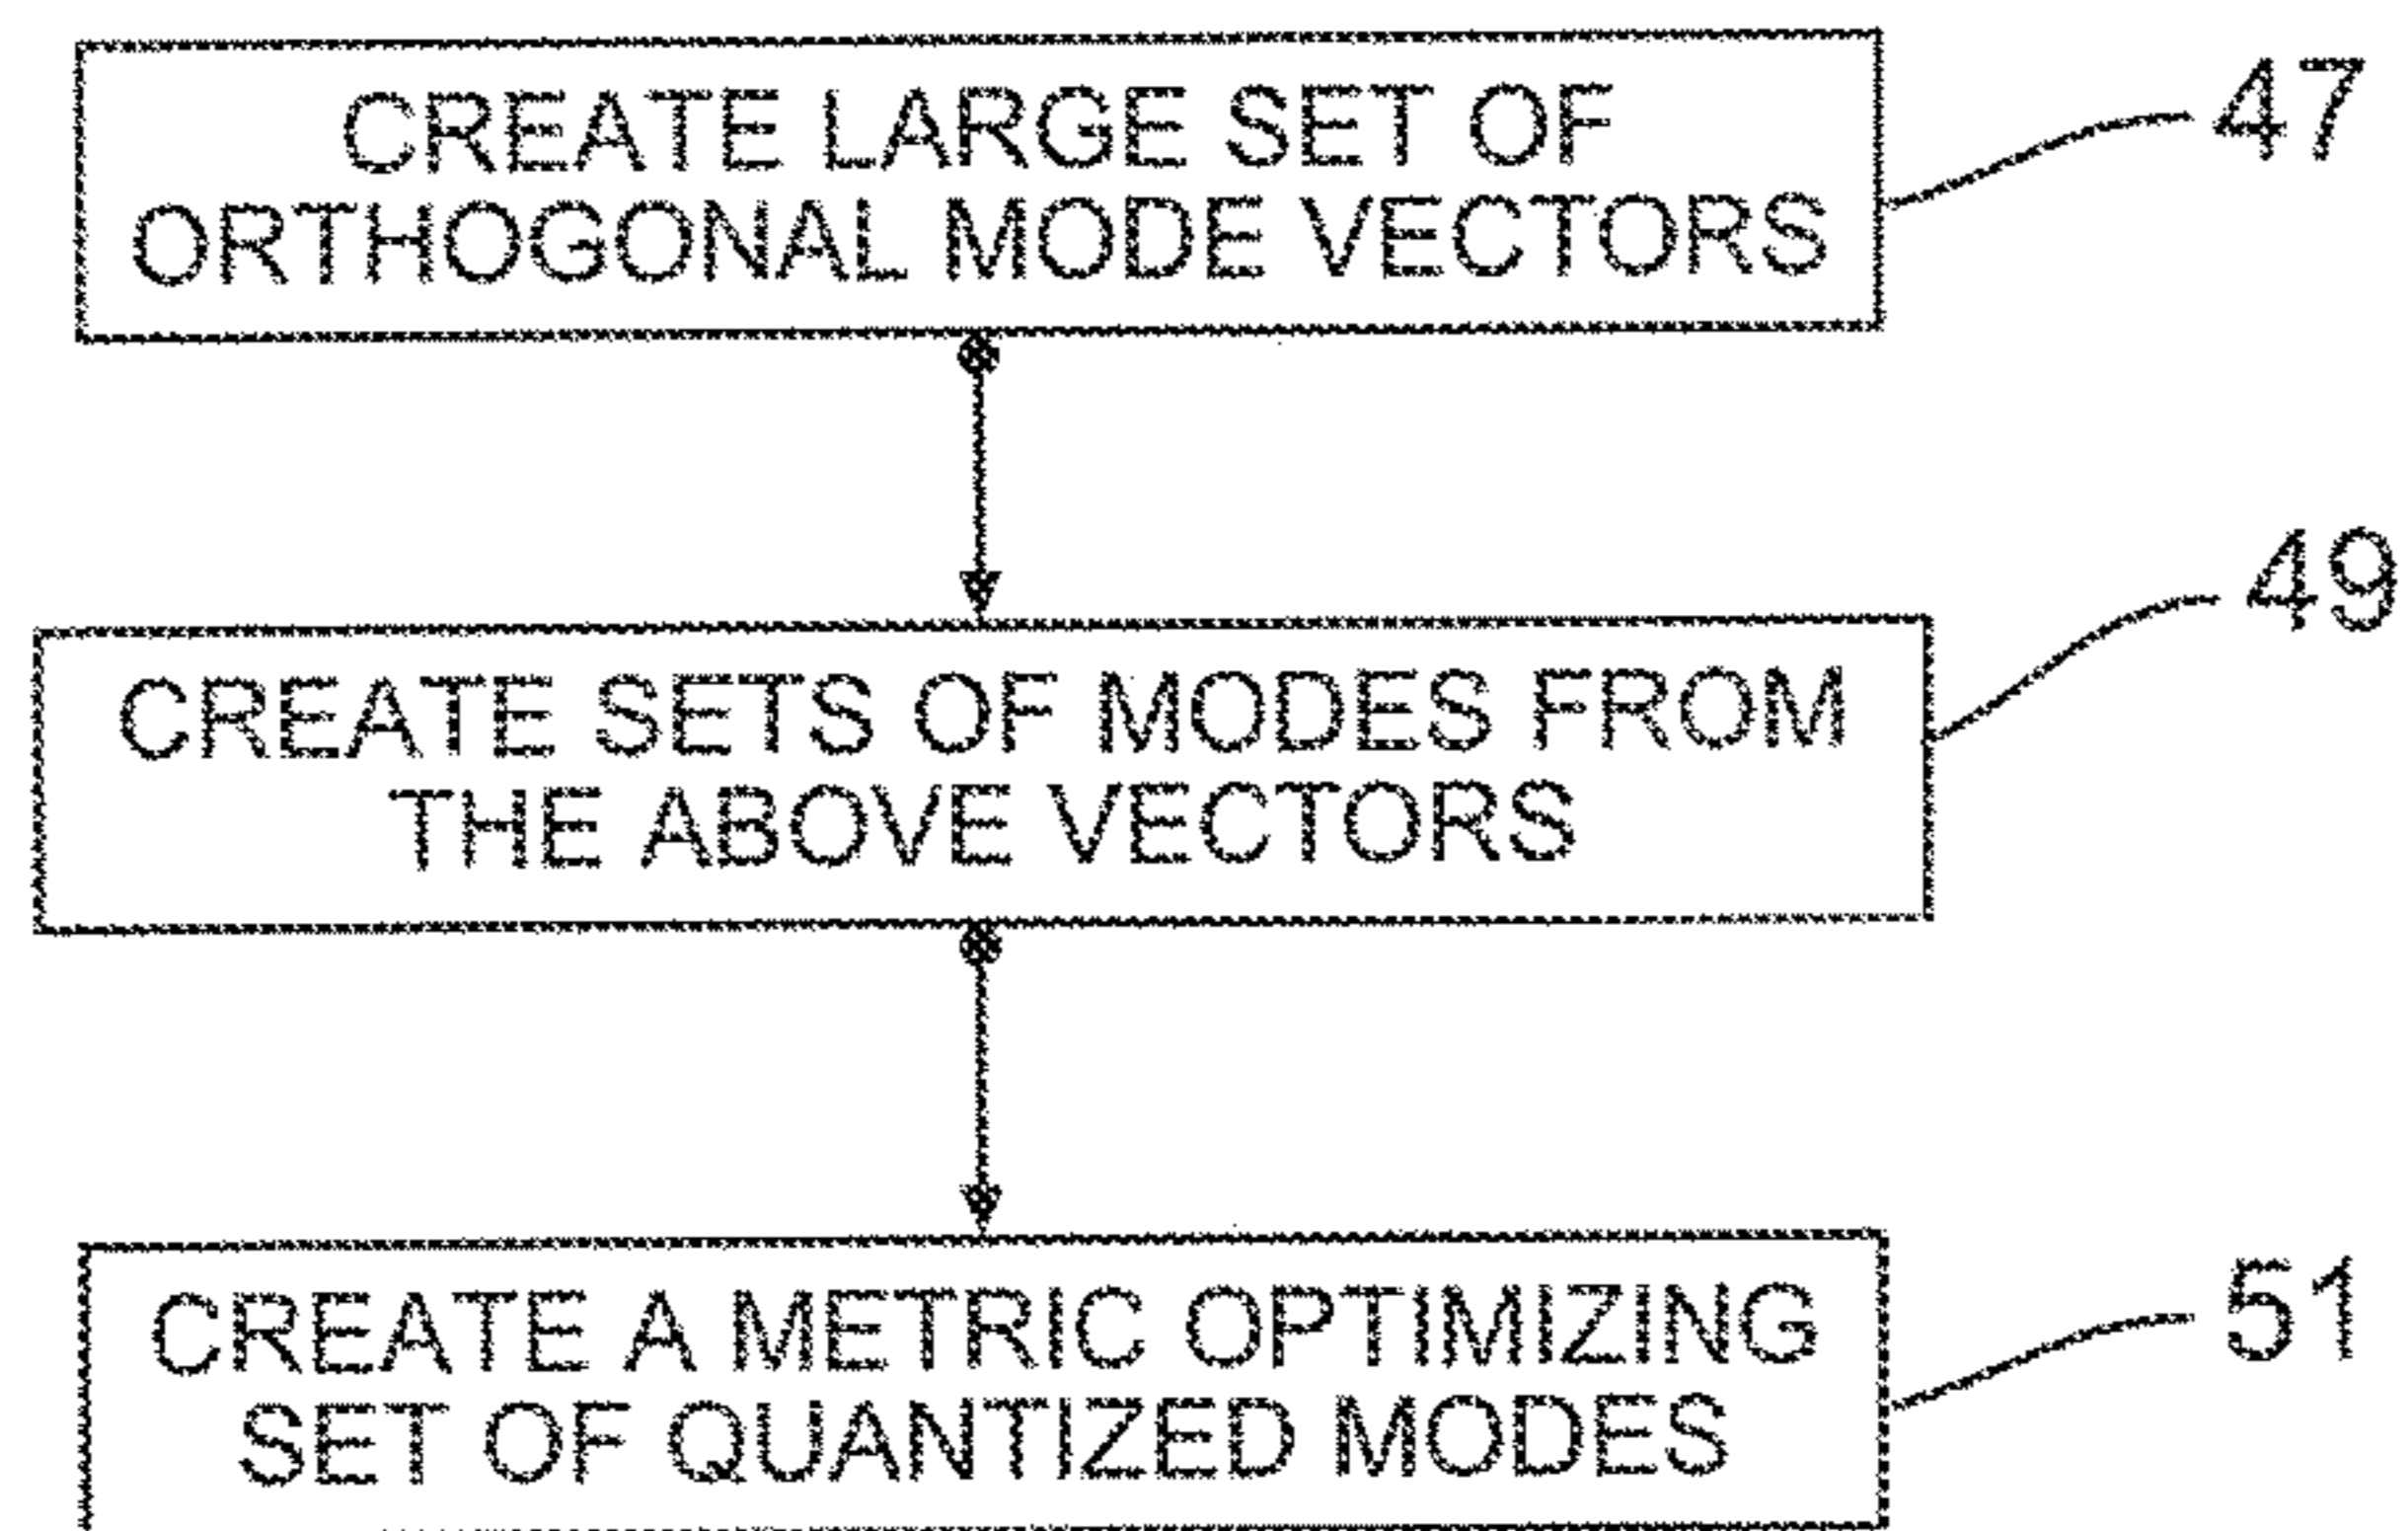 CREATE LARGE SET OF
ORTHOGONAL MODE VECTORS
47
CREATE SETS OF MODES FROM
THE ABOVE VECTORS
49
CREATE A METRIC OPTIMIZING
SET OF QUANTIZED MODES
51